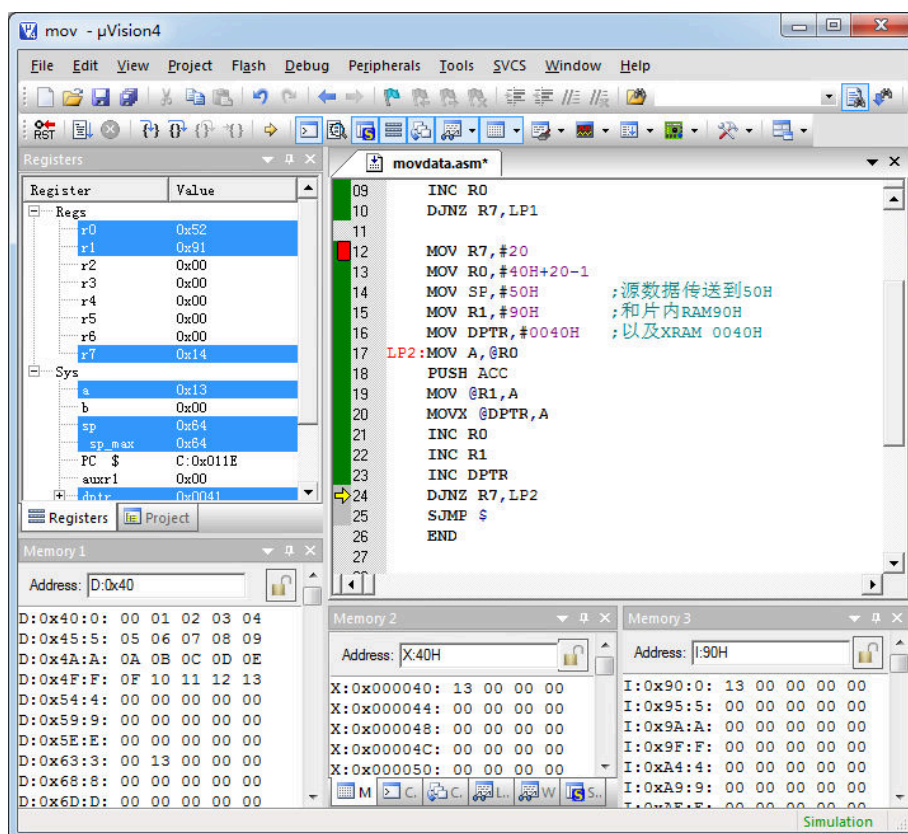 mov - µVision4
File Edit View Project Flash Debug Peripherals Tools SVCS Window Help
RST
Registers
Register Value
Regs
r0 0x52
r1 0x91
r2 0x00
r3 0x00
r4 0x00
r5 0x00
r6 0x00
r7 0x14
Sys
a 0x13
b 0x00
sp 0x64
sp_max 0x64
PC $ C:0x011E
auxr1 0x00
dptr 0x0041
Registers Project
movdata.asm*
09 INC R0
10 DJNZ R7,LP1
11
12 MOV R7,#20
13 MOV R0,#40H+20-1
14 MOV SP,#50H ;源数据传送到50H
15 MOV R1,#90H ;和片内RAM90H
16 MOV DPTR,#0040H ;以及XRAM 0040H
17 LP2:MOV A,@R0
18 PUSH ACC
19 MOV @R1,A
20 MOVX @DPTR,A
21 INC R0
22 INC R1
23 INC DPTR
24 DJNZ R7,LP2
25 SJMP $
26 END
27
Memory 1
Address: D:0x40
D:0x40:0: 00 01 02 03 04
D:0x45:5: 05 06 07 08 09
D:0x4A:A: 0A 0B 0C 0D 0E
D:0x4F:F: 0F 10 11 12 13
D:0x54:4: 00 00 00 00 00
D:0x59:9: 00 00 00 00 00
D:0x5E:E: 00 00 00 00 00
D:0x63:3: 00 13 00 00 00
D:0x68:8: 00 00 00 00 00
D:0x6D:D: 00 00 00 00 00
Memory 2
Address: X:40H
X:0x000040: 13 00 00 00
X:0x000044: 00 00 00 00
X:0x000048: 00 00 00 00
X:0x00004C: 00 00 00 00
X:0x000050: 00 00 00 00
M C. C. L.. W S..
Memory 3
Address: I:90H
I:0x90:0: 13 00 00 00 00
I:0x95:5: 00 00 00 00 00
I:0x9A:A: 00 00 00 00 00
I:0x9F:F: 00 00 00 00 00
I:0xA4:4: 00 00 00 00 00
I:0xA9:9: 00 00 00 00 00
I:0xAE:E: 00 00 00 00 00
Simulation